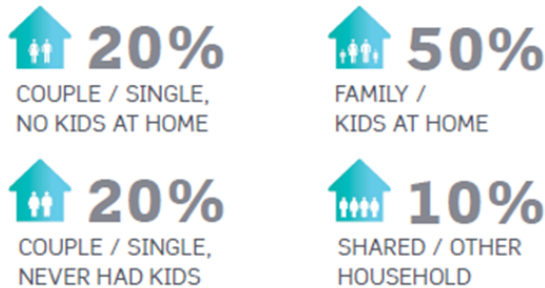 20%
COUPLE / SINGLE,
NO KIDS AT HOME
50%
FAMILY /
KIDS AT HOME
20%
COUPLE / SINGLE,
NEVER HAD KIDS
10%
SHARED / OTHER
HOUSEHOLD